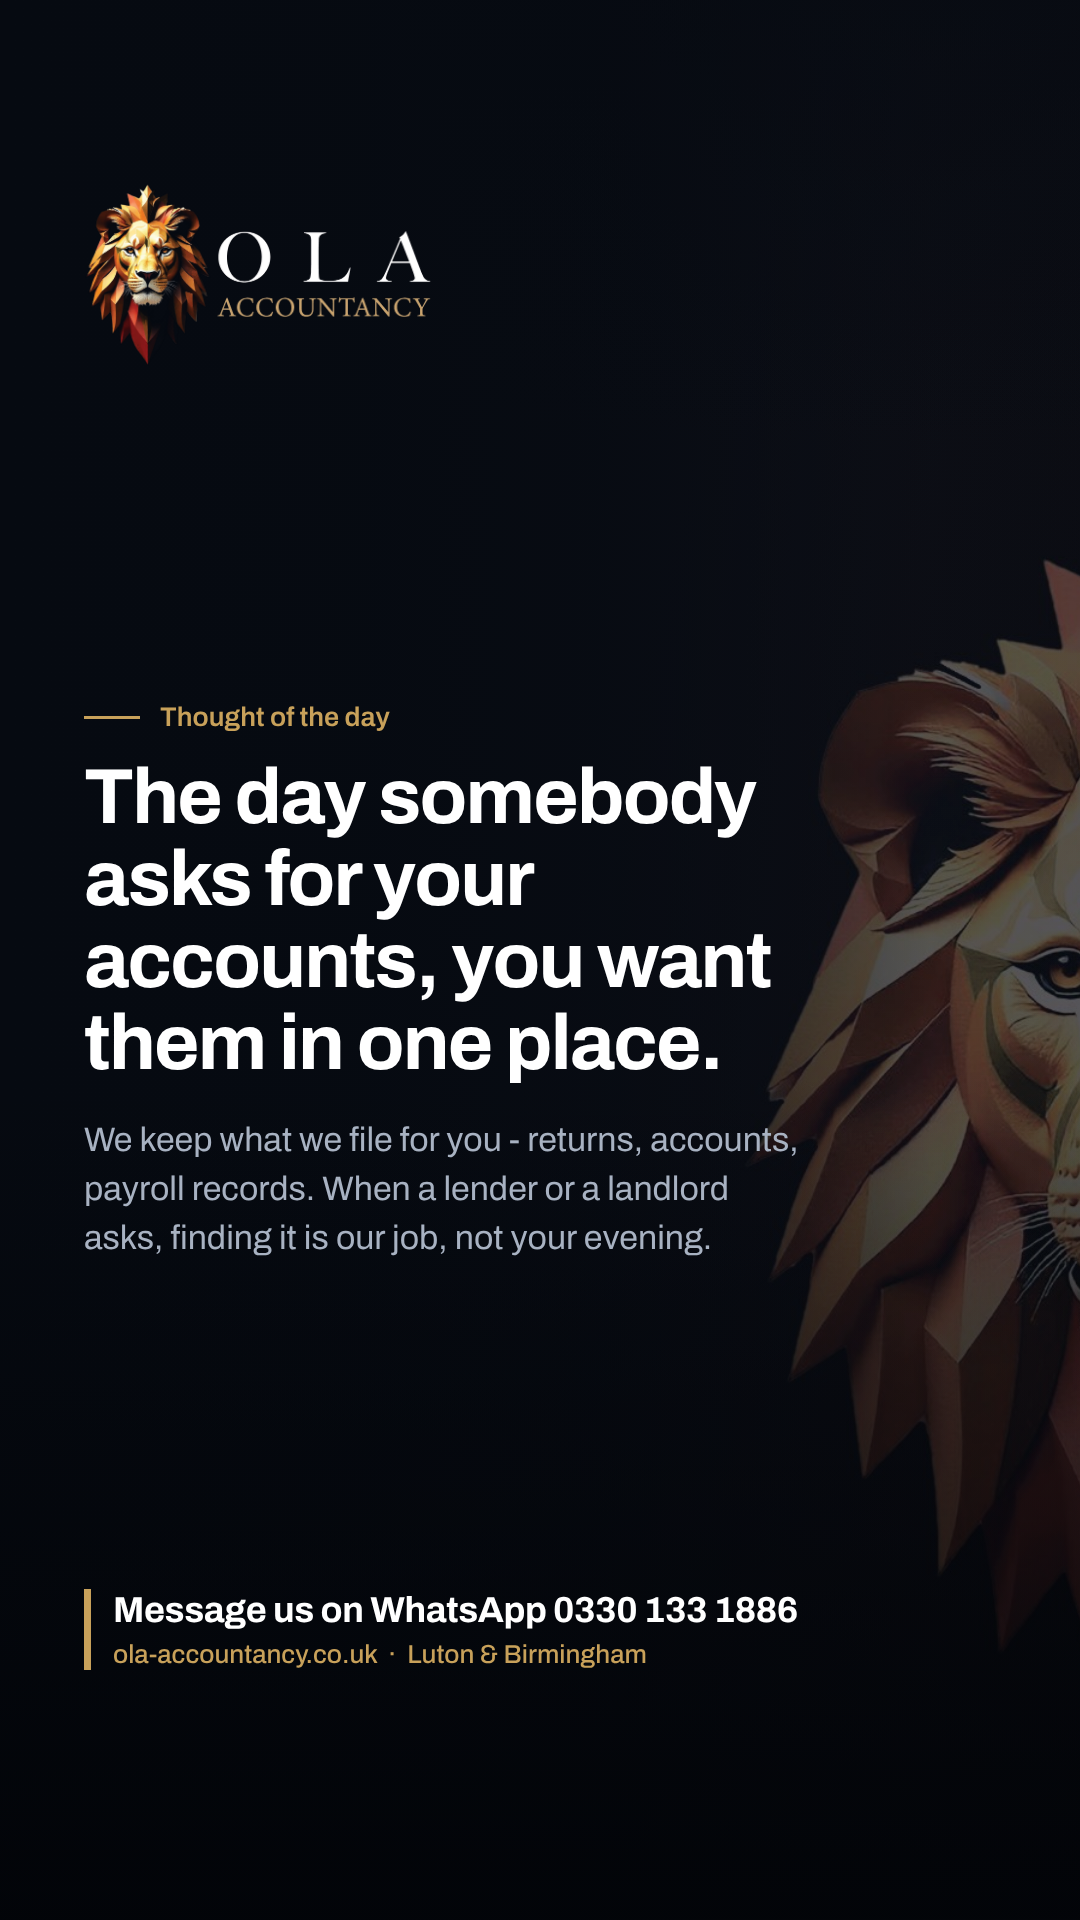 OLA
ACCOUNTANCY
Thought of the day
The day somebody
asks for your
accounts, you want
them in one place.
We keep what we file for you - returns, accounts,
payroll records. When a lender or a landlord
asks, finding it is our job, not your evening.
Message us on WhatsApp 0330 133 1886
ola-accountancy.co.uk · Luton & Birmingham